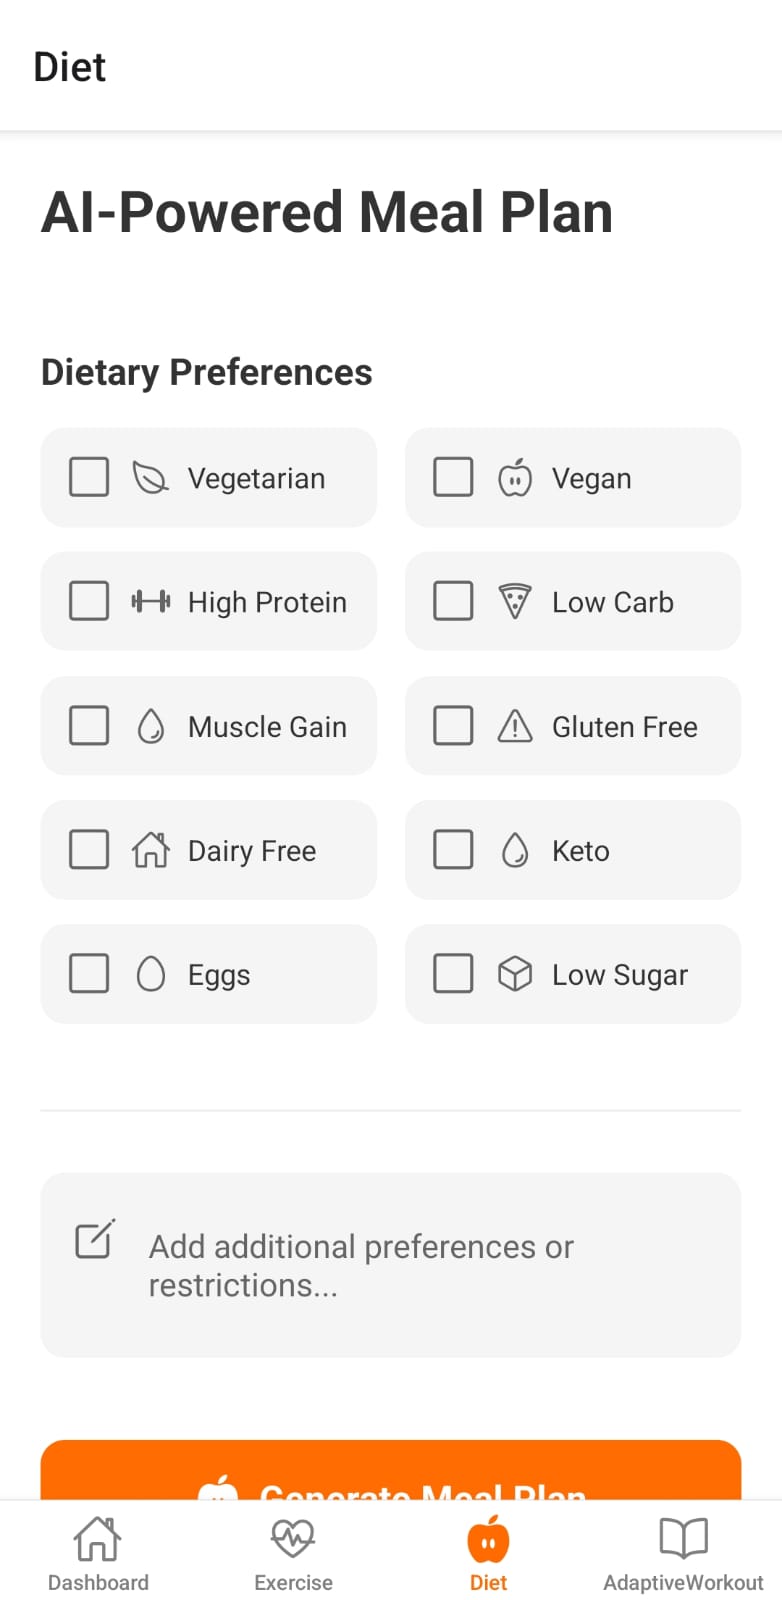 Diet
AI-Powered Meal Plan
Dietary Preferences
Vegetarian
Vegan
High Protein
Low Carb
Muscle Gain
Gluten Free
Dairy Free
Keto
Eggs
Low Sugar
Add additional preferences or
restrictions...
Generate Meal Plan
Dashboard
Exercise
Diet
AdaptiveWorkout